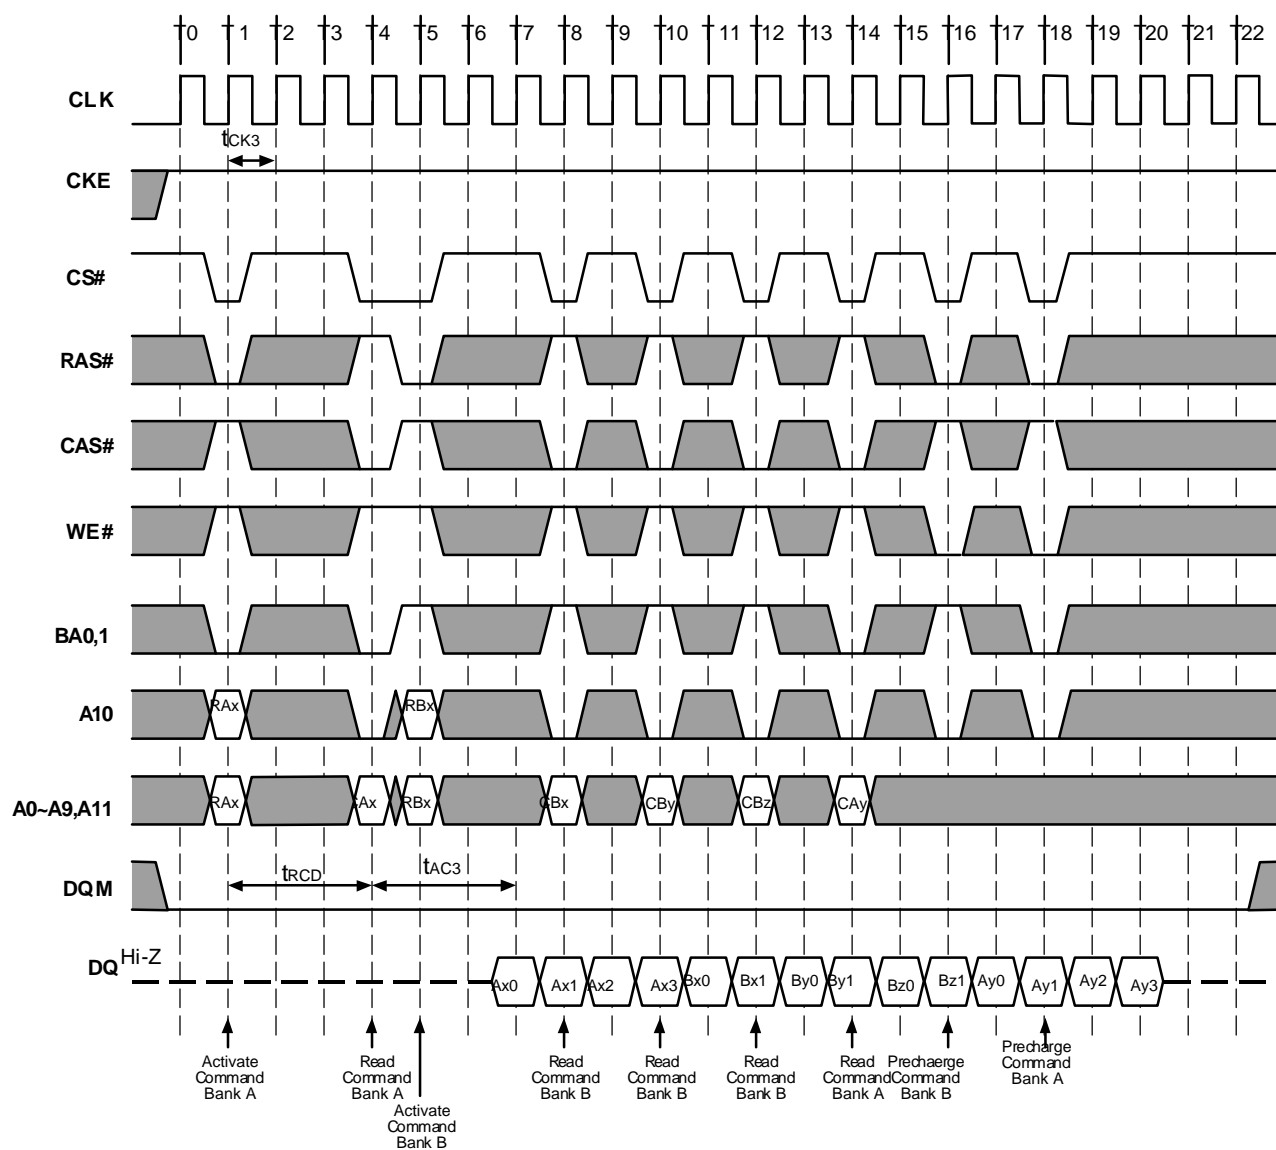 T0 T1 T2 T3 T4 T5 T6 T7 T8 T9 T10 T11 T12 T13 T14 T15 T16 T17 T18 T19 T20 T21 T22
CLK
tCK3
CKE
CS#
RAS#
CAS#
WE#
BA0,1
A10
RAx RBx
A0~A9,A11
RAx CAx RBx CBx CBy CBz CAy
DQM
tRCD tAC3
DQ Hi-Z
Ax0 Ax1 Ax2 Ax3 Bx0 Bx1 By0 By1 Bz0 Bz1 Ay0 Ay1 Ay2 Ay3
Activate
Command
Bank A
Read
Command
Bank A
Activate
Command
Bank B
Read
Command
Bank B
Read
Command
Bank B
Read
Command
Bank B
Read
Command
Bank A
Prechaerge
Command
Bank B
Precharge
Command
Bank A